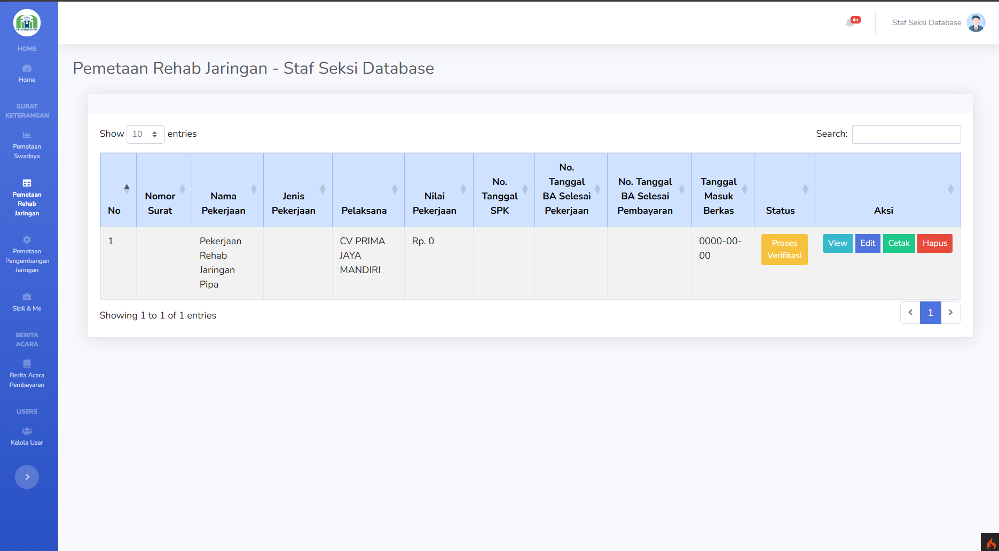 HOME
Home
SURAT
KETERANGAN
Pemetaan
Swadaya
Pemetaan
Rehab
Jaringan
Pemetaan
Pengembangan
Jaringan
Sipil & Me
BERITA
ACARA
Berita Acara
Pembayaran
USERS
Kelola User
4+
Staf Seksi Database
Pemetaan Rehab Jaringan - Staf Seksi Database
Show 10 entries
Search:
No
Nomor
Surat
Nama
Pekerjaan
Jenis
Pekerjaan
Pelaksana
Nilai
Pekerjaan
No.
Tanggal
SPK
No.
Tanggal
BA Selesai
Pekerjaan
No. Tanggal
BA Selesai
Pembayaran
Tanggal
Masuk
Berkas
Status
Aksi
1
Pekerjaan
Rehab
Jaringan
Pipa
CV PRIMA
JAYA
MANDIRI
Rp. 0
0000-00-
00
Proses
Verifikasi
View Edit Cetak Hapus
Showing 1 to 1 of 1 entries
1